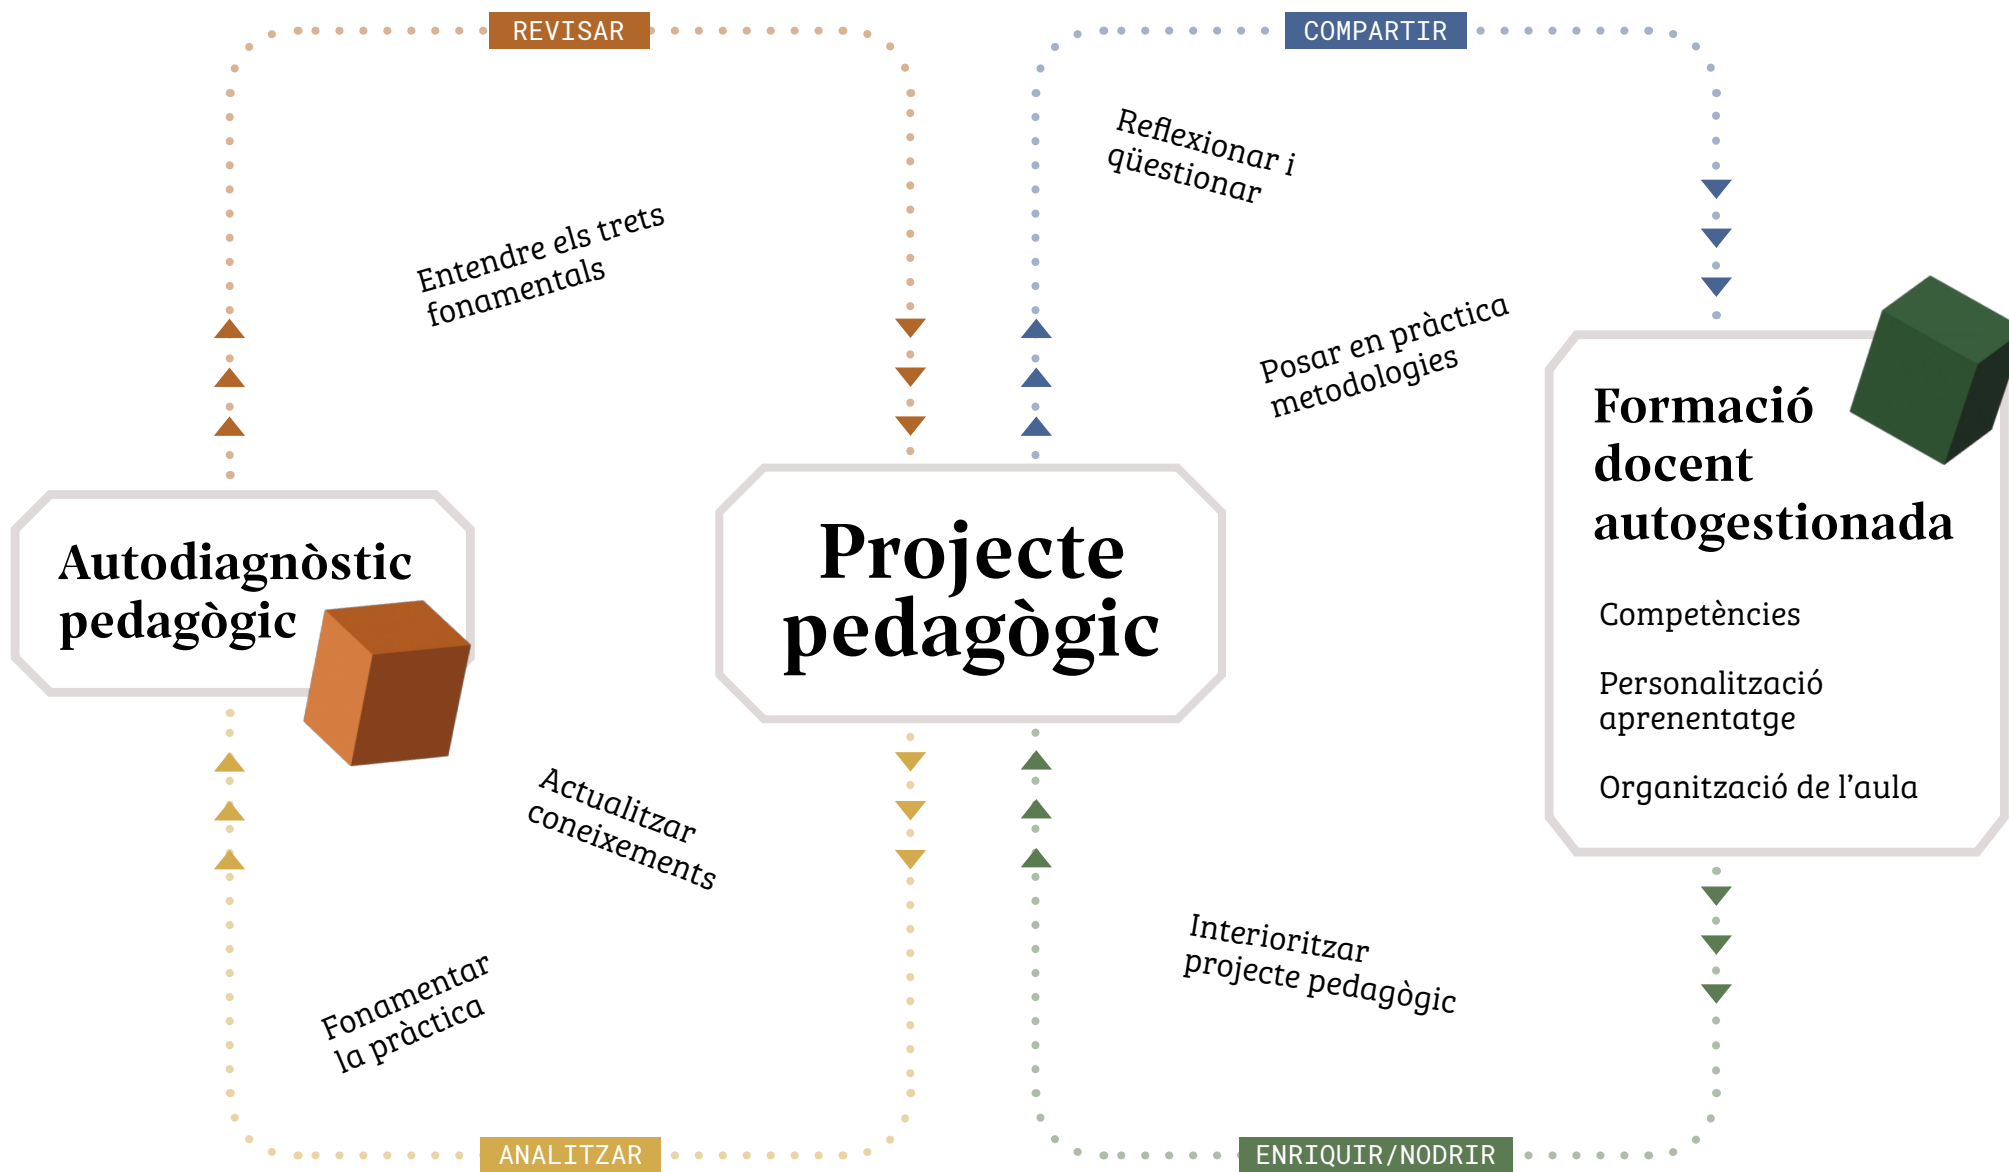 REVISAR
COMPARTIR
Reflexionar i
qüestionar
Entendre els trets
fonamentals
Posar en pràctica
metodologies
Formació
docent
autogestionada
Competències
Personalització
aprenentatge
Organització de l’aula
Autodiagnòstic
pedagògic
Projecte
pedagògic
Actualitzar
coneixements
Fonamentar
la pràctica
Interioritzar
projecte pedagògic
ANALITZAR
ENRIQUIR/NODRIR